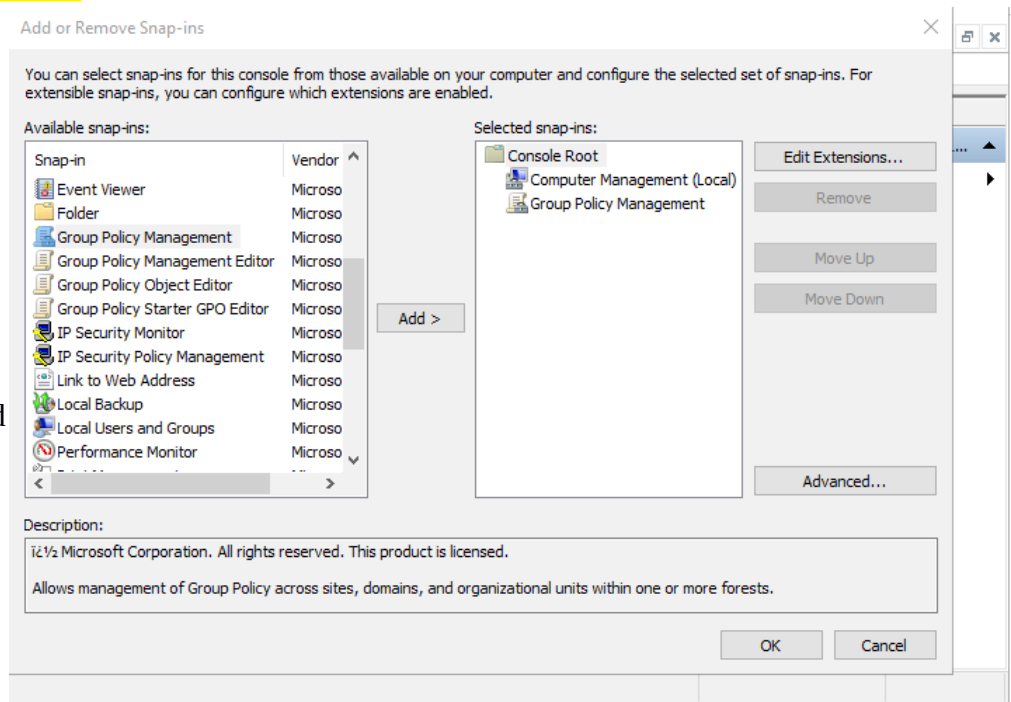 Add or Remove Snap-ins
You can select snap-ins for this console from those available on your computer and configure the selected set of snap-ins. For
extensible snap-ins, you can configure which extensions are enabled.
Available snap-ins:
Selected snap-ins:
Snap-in Vendor
Event Viewer Microso
Folder Microso
Group Policy Management Microso
Group Policy Management Editor Microso
Group Policy Object Editor Microso
Group Policy Starter GPO Editor Microso
IP Security Monitor Microso
IP Security Policy Management Microso
Link to Web Address Microso
Local Backup Microso
Local Users and Groups Microso
Performance Monitor Microso
Add >
Console Root
Computer Management (Local)
Group Policy Management
Edit Extensions...
Remove
Move Up
Move Down
Advanced...
...
Description:
ï¿½ Microsoft Corporation. All rights reserved. This product is licensed.
Allows management of Group Policy across sites, domains, and organizational units within one or more forests.
OK
Cancel